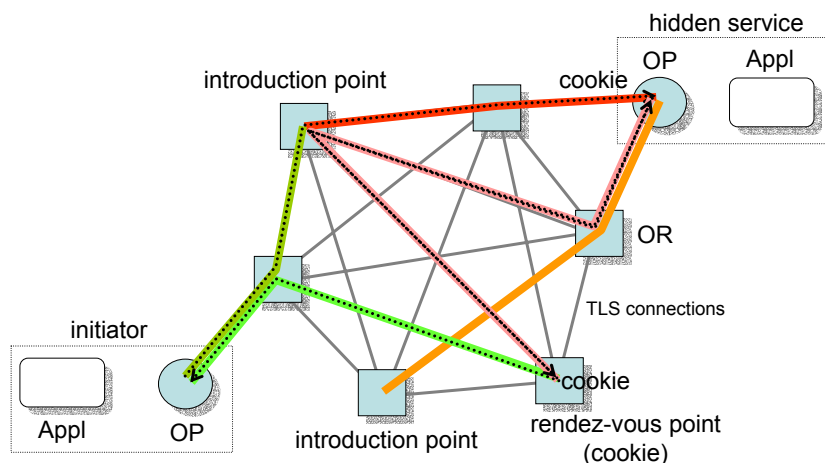 hidden service
OP
Appl
cookie
introduction point
OR
TLS connections
initiator
cookie
Appl
OP
introduction point
rendez-vous point
(cookie)